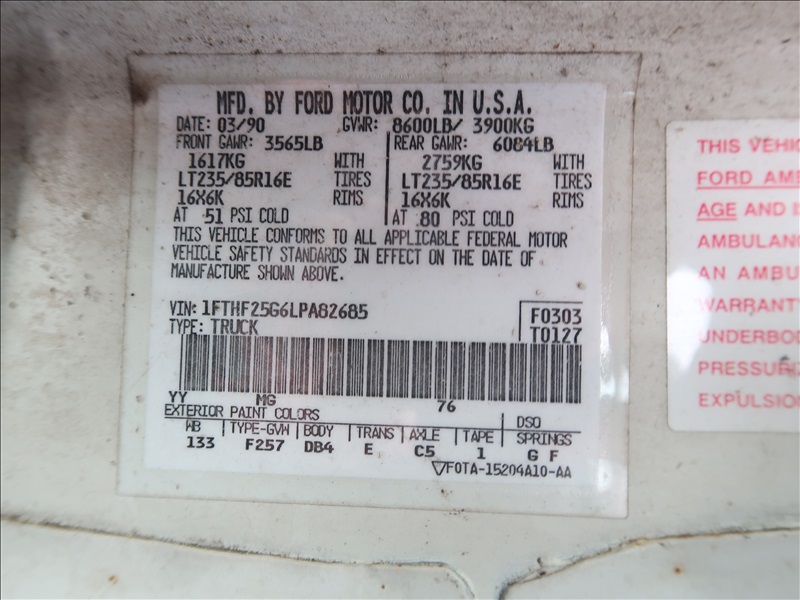 MFD. BY FORD MOTOR CO. IN U.S.A.
DATE: 03/90 GVWR: 8600LB/ 3900KG
FRONT GAWR: 3565LB REAR GAWR: 6084LB
1617KG WITH 2759KG WITH
LT235/85R16E TIRES LT235/85R16E TIRES
16X6K RIMS 16X6K RIMS
AT 51 PSI COLD AT 80 PSI COLD
THIS VEHICLE CONFORMS TO ALL APPLICABLE FEDERAL MOTOR
VEHICLE SAFETY STANDARDS IN EFFECT ON THE DATE OF
MANUFACTURE SHOWN ABOVE.
VIN: 1FTHF25G6LPA82685 F0303
TYPE: TRUCK T0127
YY MG 76
EXTERIOR PAINT COLORS DSO
WB TYPE-GVW BODY TRANS AXLE TAPE SPRINGS
133 F257 DB4 E C5 1 G F
F0TA-15204A10-AA
THIS VEHIC
FORD AMB
AGE AND I
AMBULAN
AN AMBU
WARRANTY
UNDERBOD
PRESSURIZ
EXPULSION